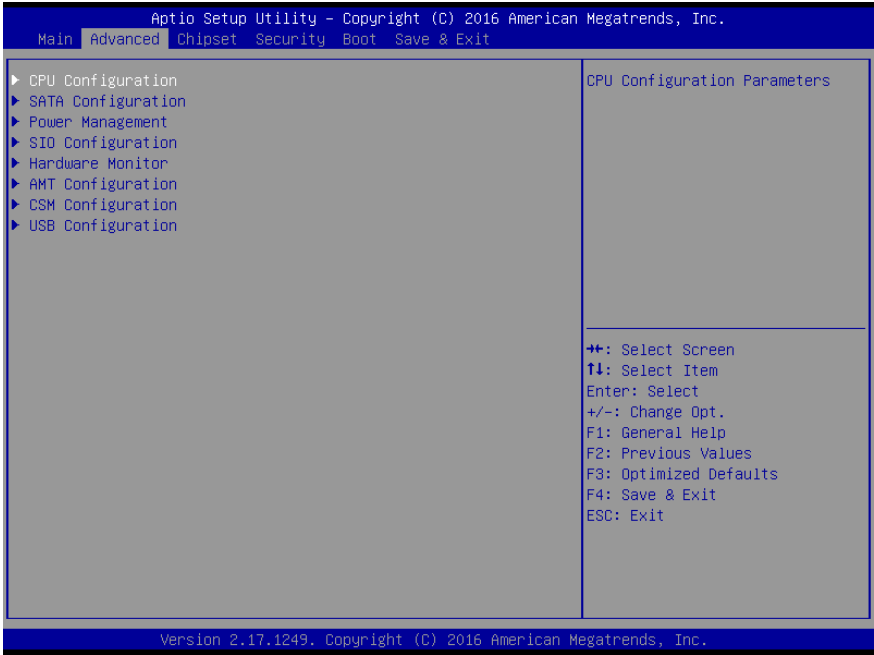 Aptio Setup Utility – Copyright (C) 2016 American Megatrends, Inc.
Main Advanced Chipset Security Boot Save & Exit
▶ CPU Configuration
▶ SATA Configuration
▶ Power Management
▶ SIO Configuration
▶ Hardware Monitor
▶ AMT Configuration
▶ CSM Configuration
▶ USB Configuration
CPU Configuration Parameters
→←: Select Screen
↑↓: Select Item
Enter: Select
+/-: Change Opt.
F1: General Help
F2: Previous Values
F3: Optimized Defaults
F4: Save & Exit
ESC: Exit
Version 2.17.1249. Copyright (C) 2016 American Megatrends, Inc.